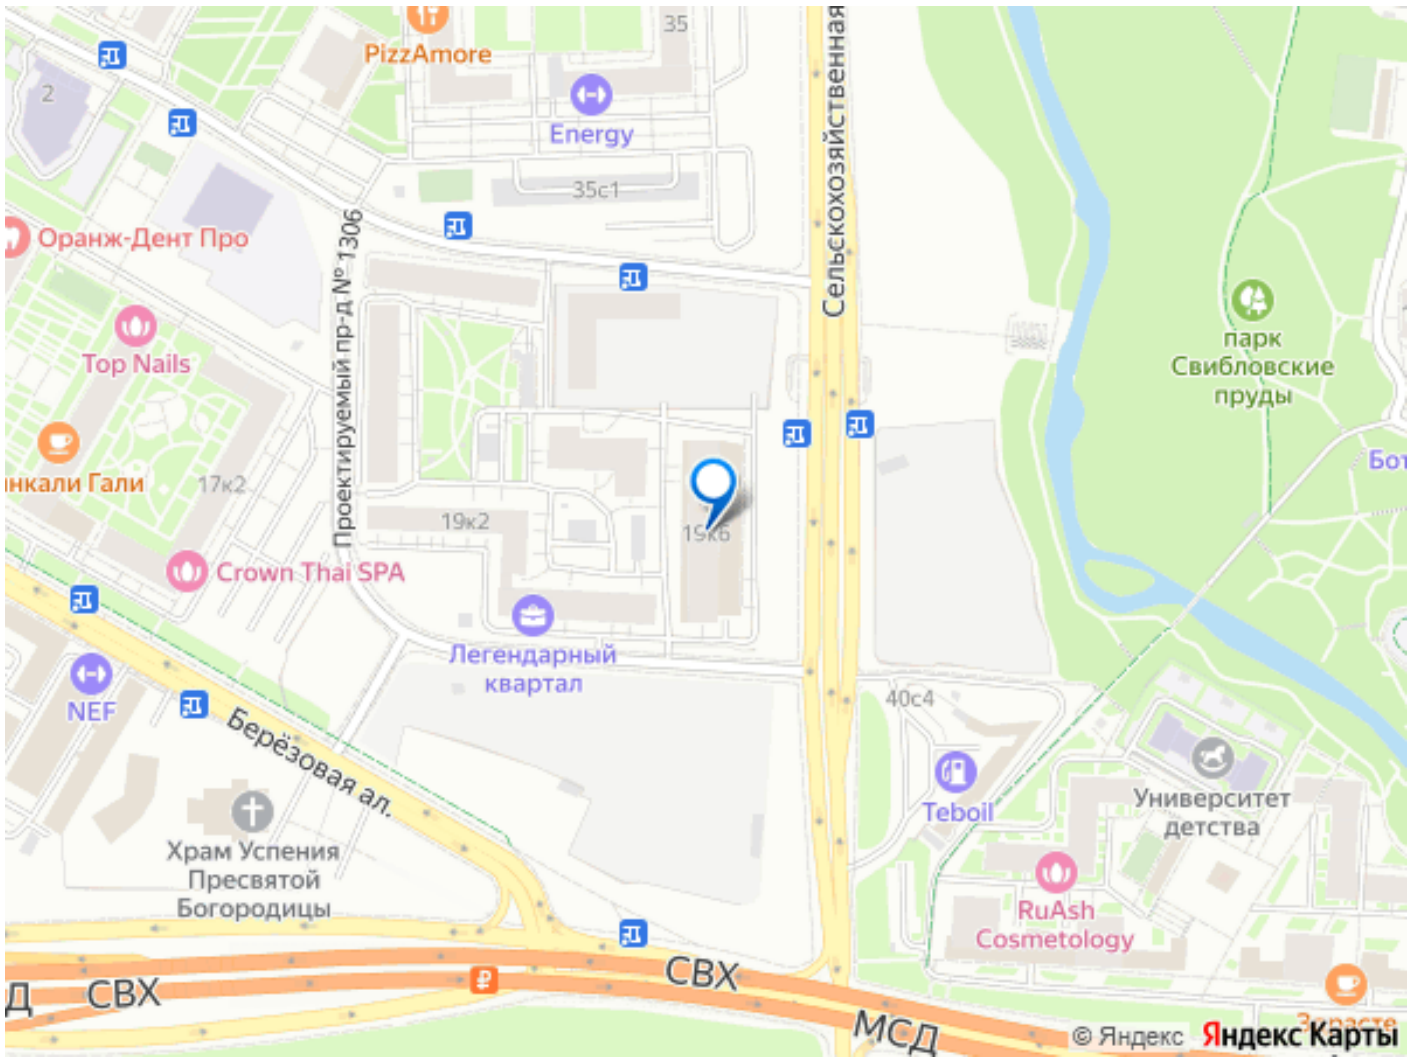 35
PizzAmore
2
Energy
35с1
Сельскохозяйственная
Оранж-Дент Про
Проектируемый пр-д № 1306
парк
Свибловские
пруды
Top Nails
нкали Гали
17к2
Бот
19к2
19к6
Crown Thai SPA
Легендарный
квартал
NEF
Берёзовая ал.
40с4
Teboil
Университет
детства
Храм Успения
Пресвятой
Богородицы
RuAsh
Cosmetology
СВХ
Д
СВХ
МСД
© Яндекс
Яндекс Карты